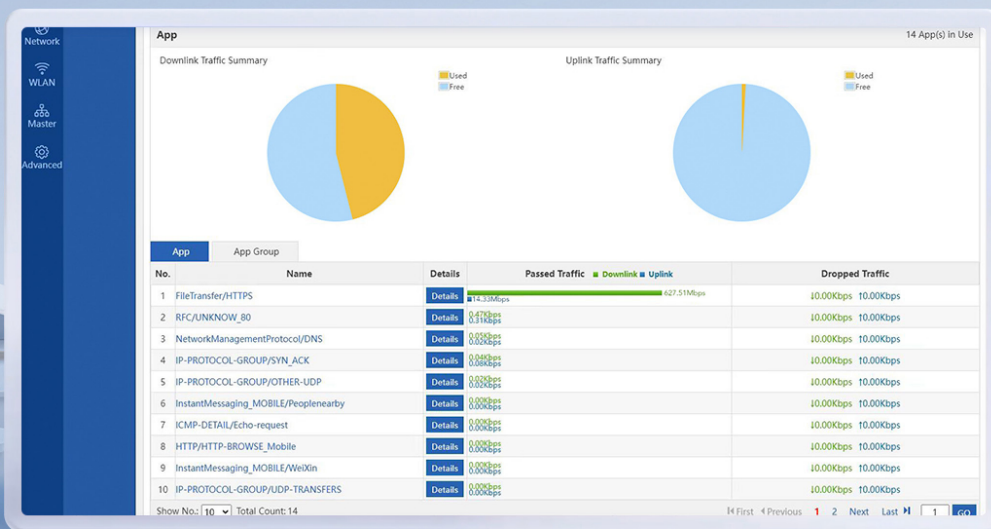 Network
WLAN
Master
Advanced
App
14 App(s) in Use
Downlink Traffic Summary
Used
Free
Uplink Traffic Summary
Used
Free
App App Group
No. Name Details Passed Traffic Downlink Uplink Dropped Traffic
1 FileTransfer/HTTPS Details 627.51Mbps 14.33Mbps ↓0.00Kbps ↑0.00Kbps
2 RFC/UNKNOW_80 Details 0.47Kbps 0.31Kbps ↓0.00Kbps ↑0.00Kbps
3 NetworkManagementProtocol/DNS Details 0.05Kbps 0.02Kbps ↓0.00Kbps ↑0.00Kbps
4 IP-PROTOCOL-GROUP/SYN_ACK Details 0.04Kbps 0.08Kbps ↓0.00Kbps ↑0.00Kbps
5 IP-PROTOCOL-GROUP/OTHER-UDP Details 0.02Kbps 0.02Kbps ↓0.00Kbps ↑0.00Kbps
6 InstantMessaging_MOBILE/Peoplenearby Details 0.00Kbps 0.00Kbps ↓0.00Kbps ↑0.00Kbps
7 ICMP-DETAIL/Echo-request Details 0.00Kbps 0.00Kbps ↓0.00Kbps ↑0.00Kbps
8 HTTP/HTTP-BROWSE_Mobile Details 0.00Kbps 0.00Kbps ↓0.00Kbps ↑0.00Kbps
9 InstantMessaging_MOBILE/WeiXin Details 0.00Kbps 0.00Kbps ↓0.00Kbps ↑0.00Kbps
10 IP-PROTOCOL-GROUP/UDP-TRANSFERS Details 0.00Kbps 0.00Kbps ↓0.00Kbps ↑0.00Kbps
Show No.: 10 Total Count: 14 First Previous 1 2 Next Last 1 GO